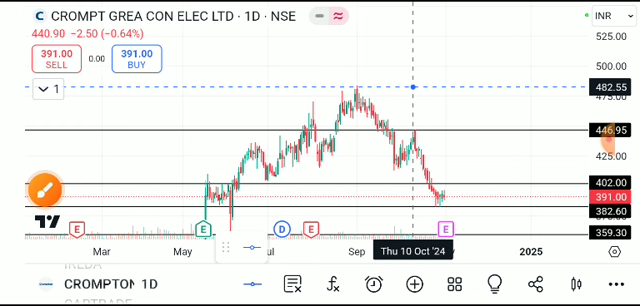 CROMPT GREA CON ELEC LTD · 1D · NSE
INR
440.90 −2.50 (−0.64%)
391.00
SELL
0.00
391.00
BUY
1
525.00
500.00
482.55
475.00
446.95
425.00
402.00
391.00
382.60
359.30
E
E
D
E
E
Mar
May
Sep
Thu 10 Oct '24
2025
CROMPTON 1D